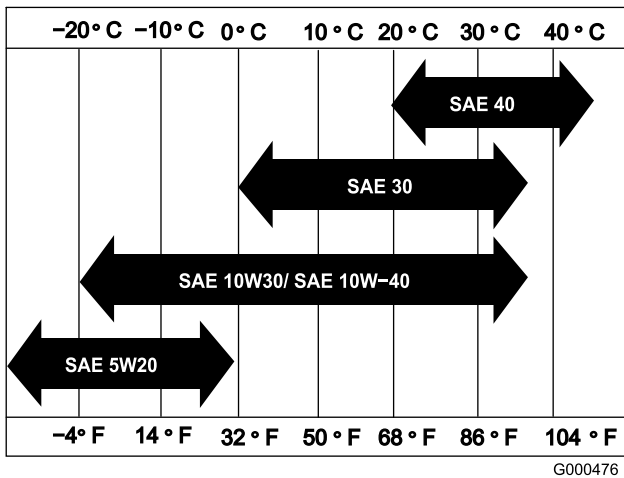 −20° C −10° C 0° C 10° C 20° C 30° C 40° C
SAE 40
SAE 30
SAE 10W30/ SAE 10W−40
SAE 5W20
−4° F 14° F 32° F 50° F 68° F 86° F 104 ° F
G000476